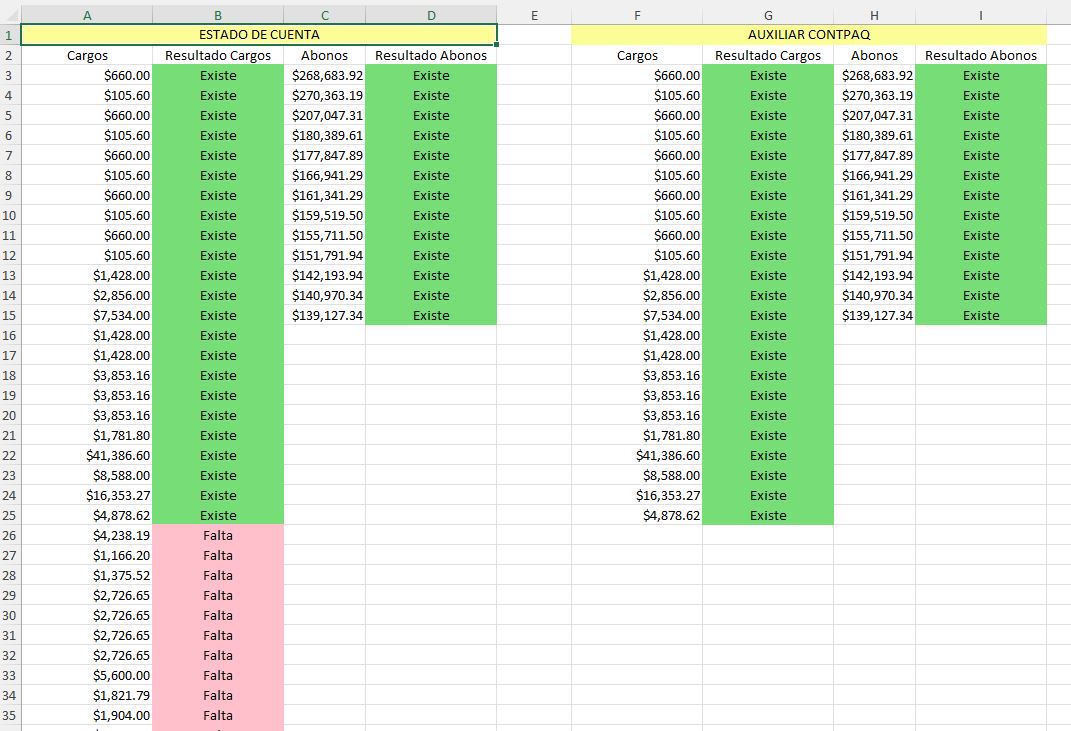 A B C D E F G H I
1 ESTADO DE CUENTA AUXILIAR CONTPAQ
2 Cargos Resultado Cargos Abonos Resultado Abonos Cargos Resultado Cargos Abonos Resultado Abonos
3 $660.00 Existe $268,683.92 Existe $660.00 Existe $268,683.92 Existe
4 $105.60 Existe $270,363.19 Existe $105.60 Existe $270,363.19 Existe
5 $660.00 Existe $207,047.31 Existe $660.00 Existe $207,047.31 Existe
6 $105.60 Existe $180,389.61 Existe $105.60 Existe $180,389.61 Existe
7 $660.00 Existe $177,847.89 Existe $660.00 Existe $177,847.89 Existe
8 $105.60 Existe $166,941.29 Existe $105.60 Existe $166,941.29 Existe
9 $660.00 Existe $161,341.29 Existe $660.00 Existe $161,341.29 Existe
10 $105.60 Existe $159,519.50 Existe $105.60 Existe $159,519.50 Existe
11 $660.00 Existe $155,711.50 Existe $660.00 Existe $155,711.50 Existe
12 $105.60 Existe $151,791.94 Existe $105.60 Existe $151,791.94 Existe
13 $1,428.00 Existe $142,193.94 Existe $1,428.00 Existe $142,193.94 Existe
14 $2,856.00 Existe $140,970.34 Existe $2,856.00 Existe $140,970.34 Existe
15 $7,534.00 Existe $139,127.34 Existe $7,534.00 Existe $139,127.34 Existe
16 $1,428.00 Existe $1,428.00 Existe
17 $1,428.00 Existe $1,428.00 Existe
18 $3,853.16 Existe $3,853.16 Existe
19 $3,853.16 Existe $3,853.16 Existe
20 $3,853.16 Existe $3,853.16 Existe
21 $1,781.80 Existe $1,781.80 Existe
22 $41,386.60 Existe $41,386.60 Existe
23 $8,588.00 Existe $8,588.00 Existe
24 $16,353.27 Existe $16,353.27 Existe
25 $4,878.62 Existe $4,878.62 Existe
26 $4,238.19 Falta
27 $1,166.20 Falta
28 $1,375.52 Falta
29 $2,726.65 Falta
30 $2,726.65 Falta
31 $2,726.65 Falta
32 $2,726.65 Falta
33 $5,600.00 Falta
34 $1,821.79 Falta
35 $1,904.00 Falta